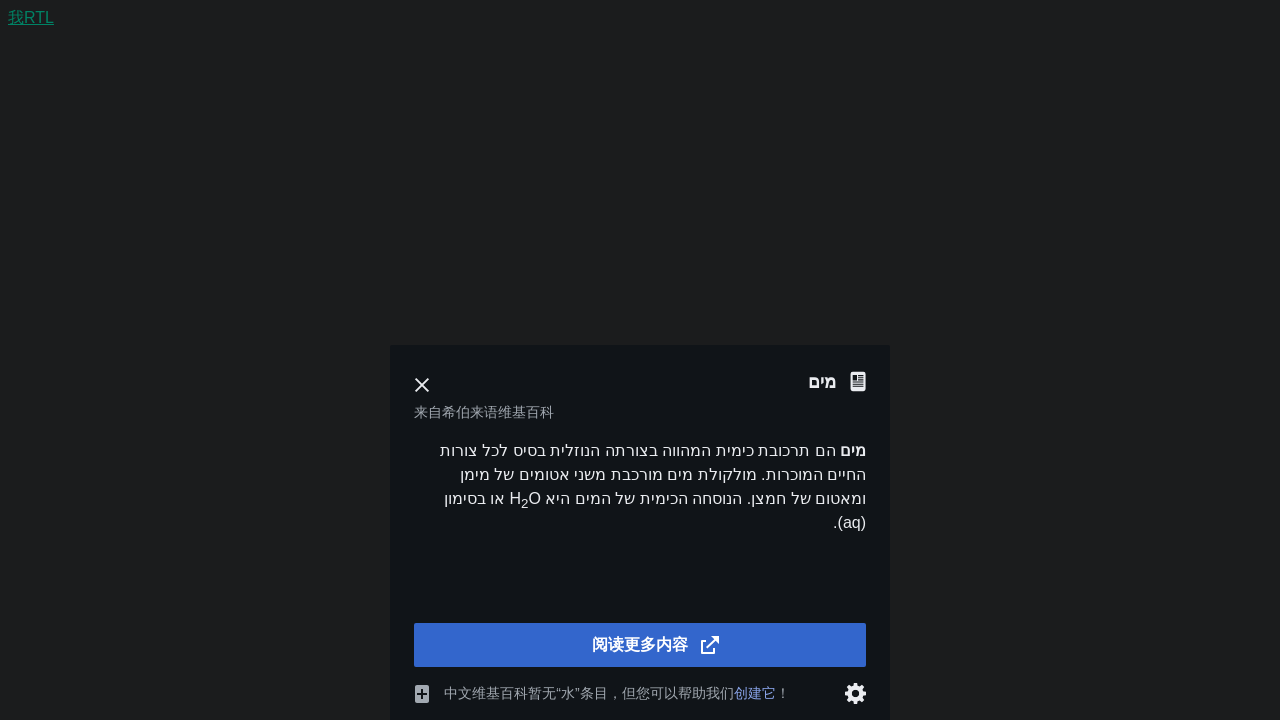 我RTL
מים
来自希伯来语维基百科
מים הם תרכובת כימית המהווה בצורתה הנוזלית בסיס לכל צורות
החיים המוכרות. מולקולת מים מורכבת משני אטומים של מימן
ומאטום של חמצן. הנוסחה הכימית של המים היא H₂O או בסימון
(aq).
阅读更多内容
中文维基百科暂无“水”条目，但您可以帮助我们创建它！